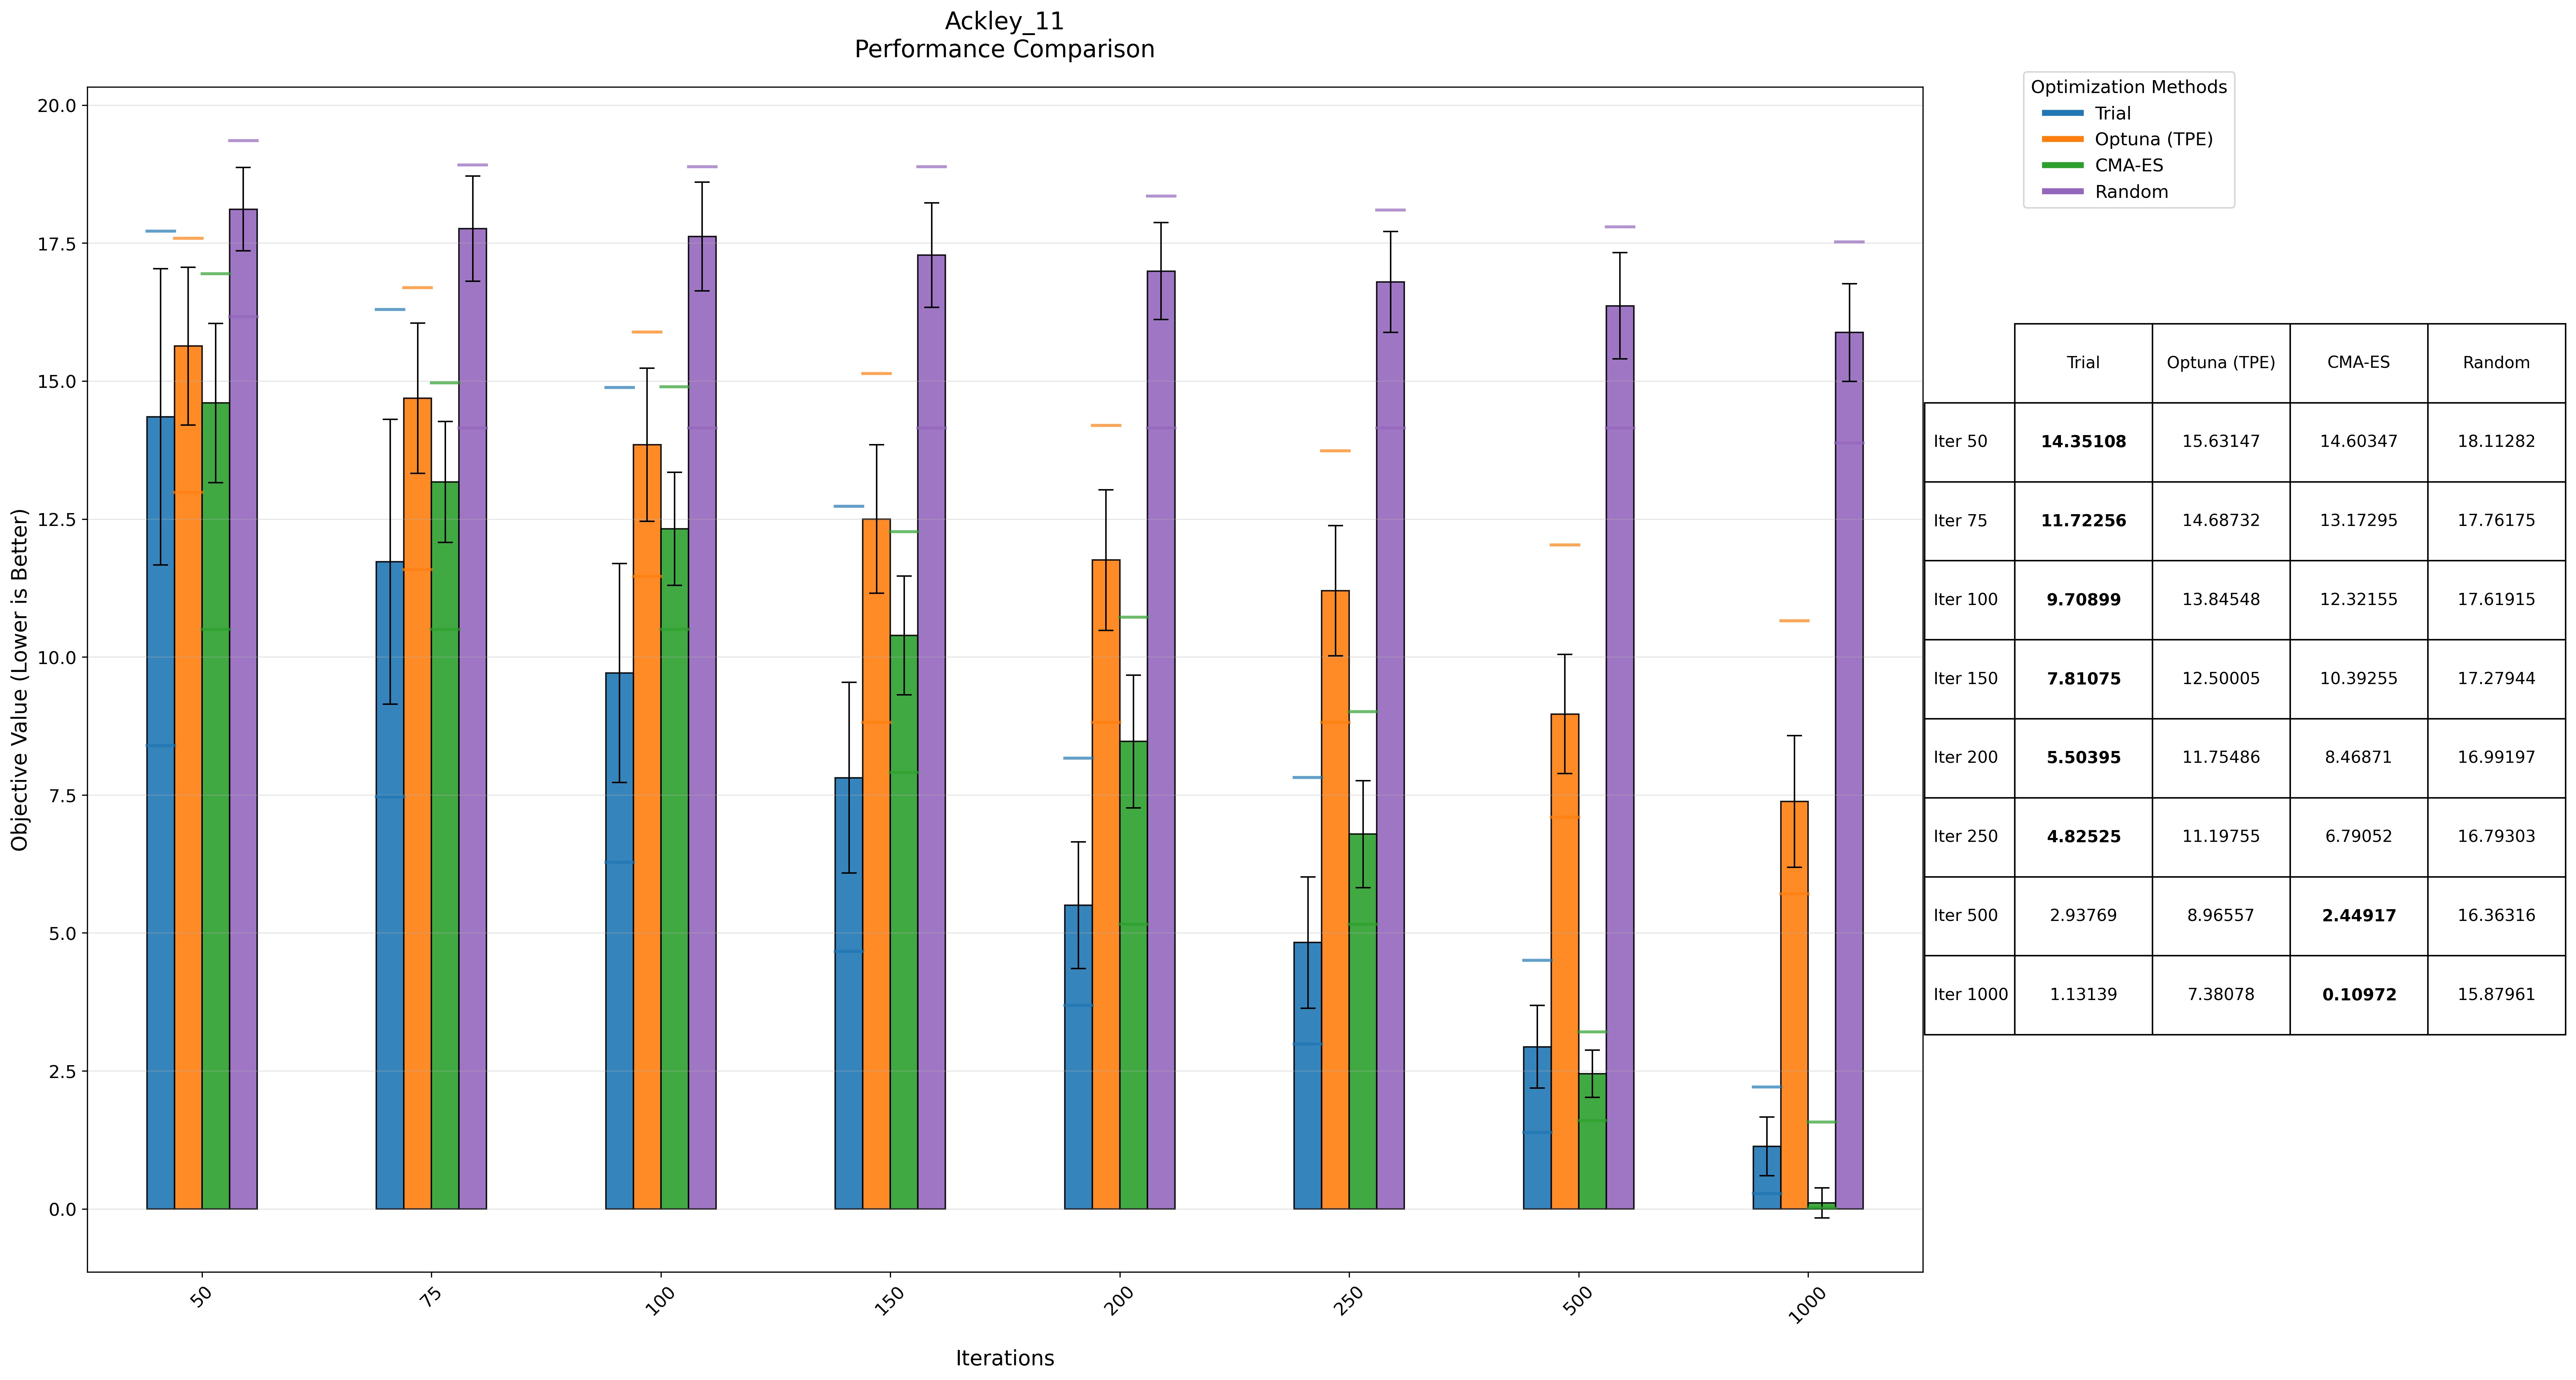 Ackley_11
Performance Comparison
Objective Value (Lower is Better)
20.0
17.5
15.0
12.5
10.0
7.5
5.0
2.5
0.0
50
75
100
150
200
250
500
1000
Iterations
Optimization Methods
Trial
Optuna (TPE)
CMA-ES
Random
Trial Optuna (TPE) CMA-ES Random
Iter 50 14.35108 15.63147 14.60347 18.11282
Iter 75 11.72256 14.68732 13.17295 17.76175
Iter 100 9.70899 13.84548 12.32155 17.61915
Iter 150 7.81075 12.50005 10.39255 17.27944
Iter 200 5.50395 11.75486 8.46871 16.99197
Iter 250 4.82525 11.19755 6.79052 16.79303
Iter 500 2.93769 8.96557 2.44917 16.36316
Iter 1000 1.13139 7.38078 0.10972 15.87961